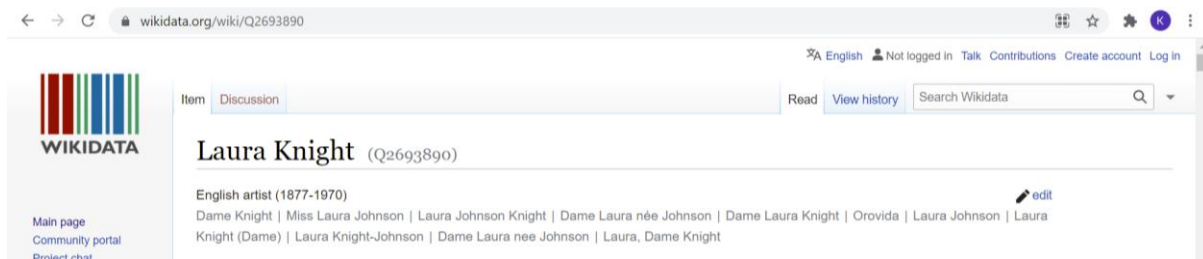 wikidata.org/wiki/Q2693890
K
English Not logged in Talk Contributions Create account Log in
Item Discussion Read View history Search Wikidata
WIKIDATA
Laura Knight (Q2693890)
English artist (1877-1970) edit
Dame Knight | Miss Laura Johnson | Laura Johnson Knight | Dame Laura née Johnson | Dame Laura Knight | Orovida | Laura Johnson | Laura
Knight (Dame) | Laura Knight-Johnson | Dame Laura nee Johnson | Laura, Dame Knight
Main page
Community portal
Project chat